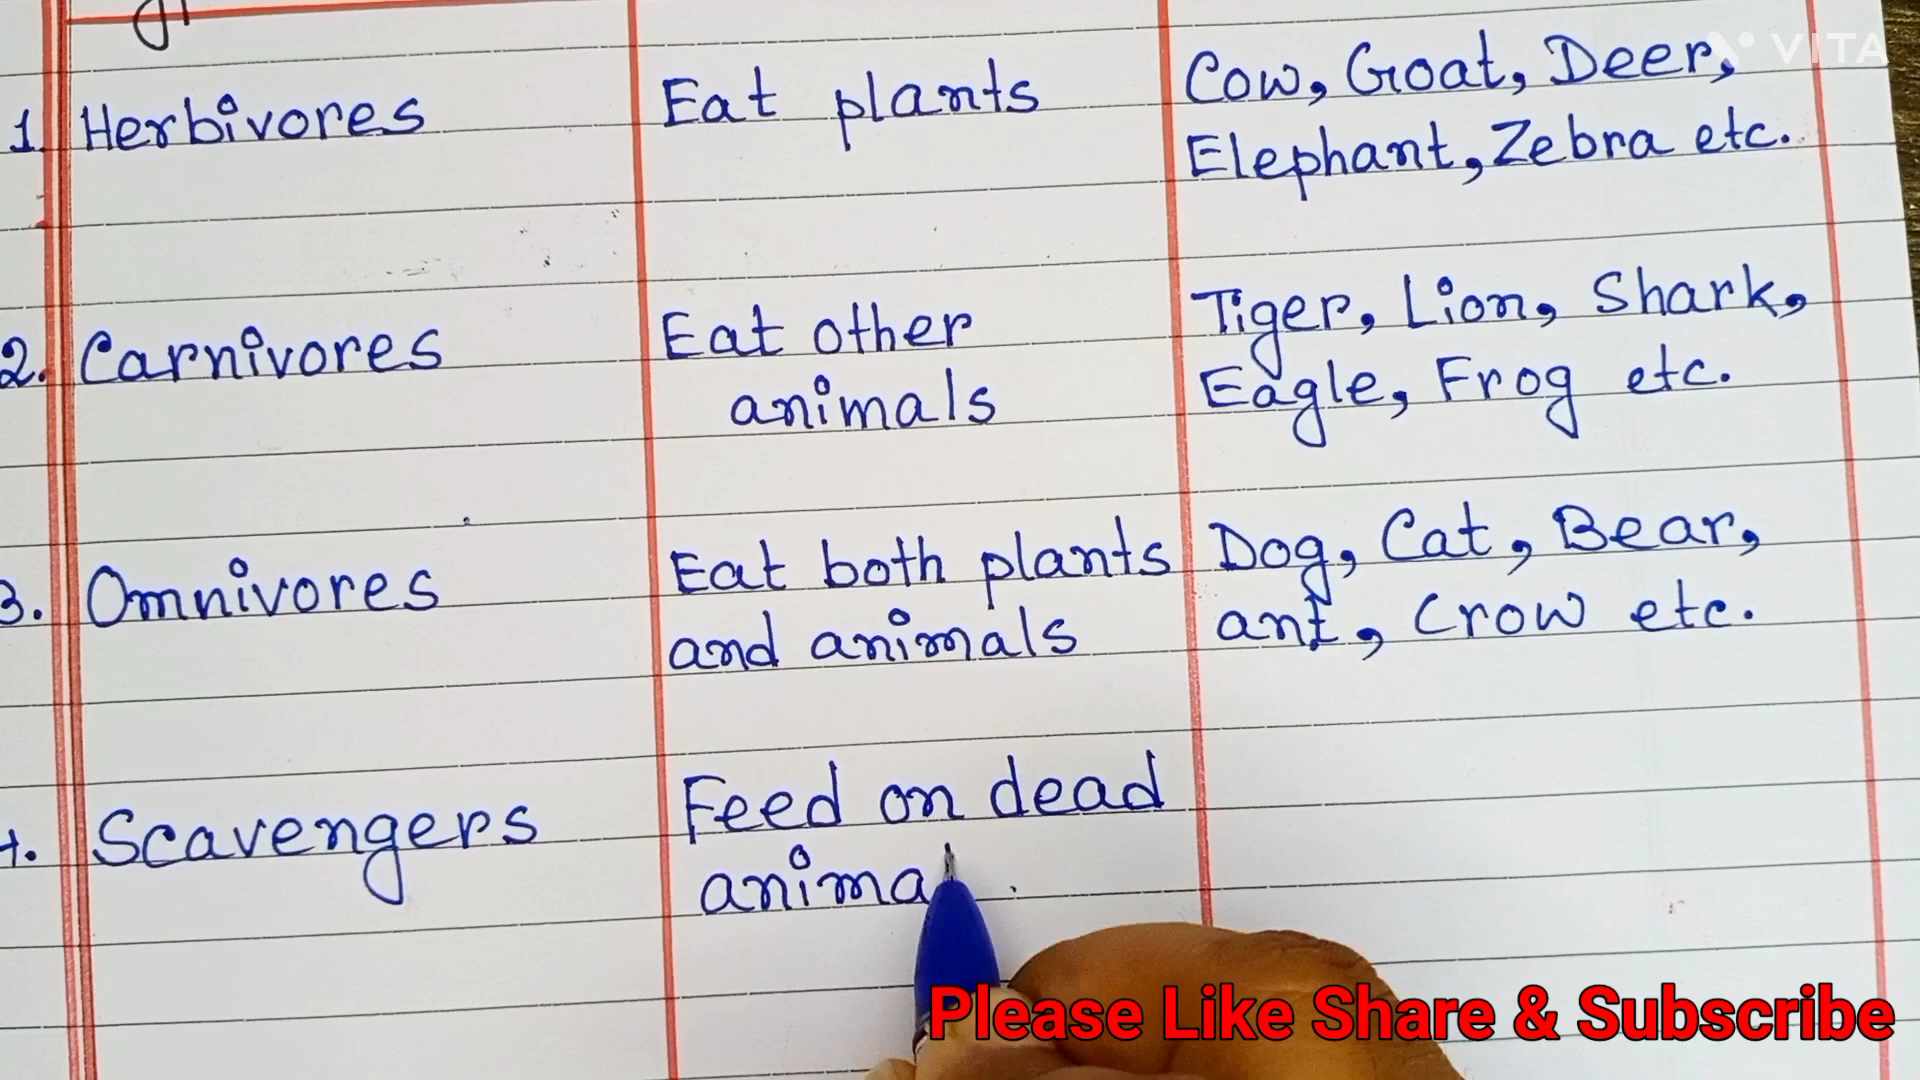 VITA
1. Herbivores Eat plants Cow, Goat, Deer,
Elephant, Zebra etc.
2. Carnivores Eat other Tiger, Lion, Shark,
animals Eagle, Frog etc.
3. Omnivores Eat both plants Dog, Cat, Bear,
and animals ant, Crow etc.
4. Scavengers Feed on dead
anima
Please Like Share & Subscribe